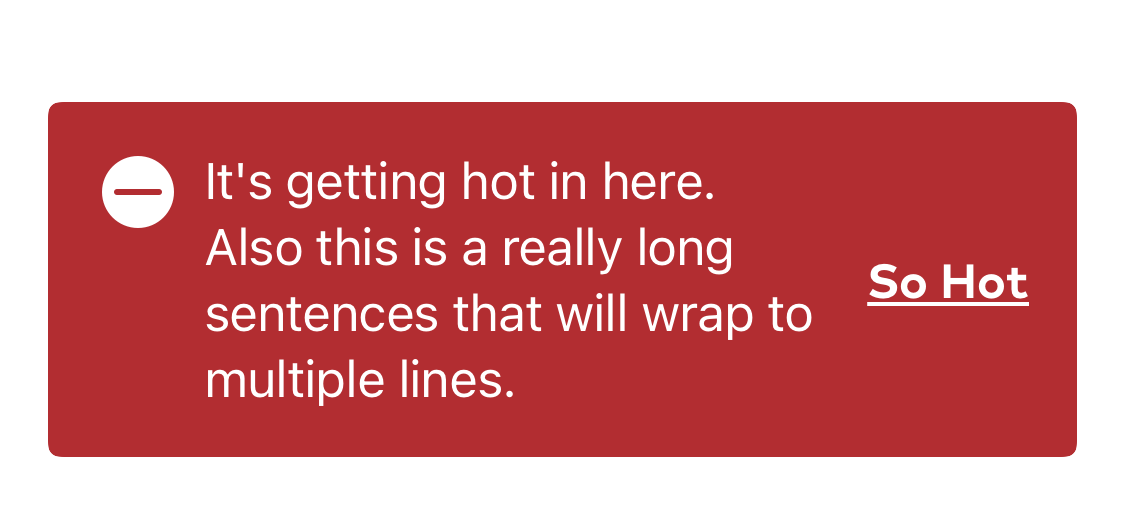 It's getting hot in here.
Also this is a really long
sentences that will wrap to
multiple lines.
So Hot